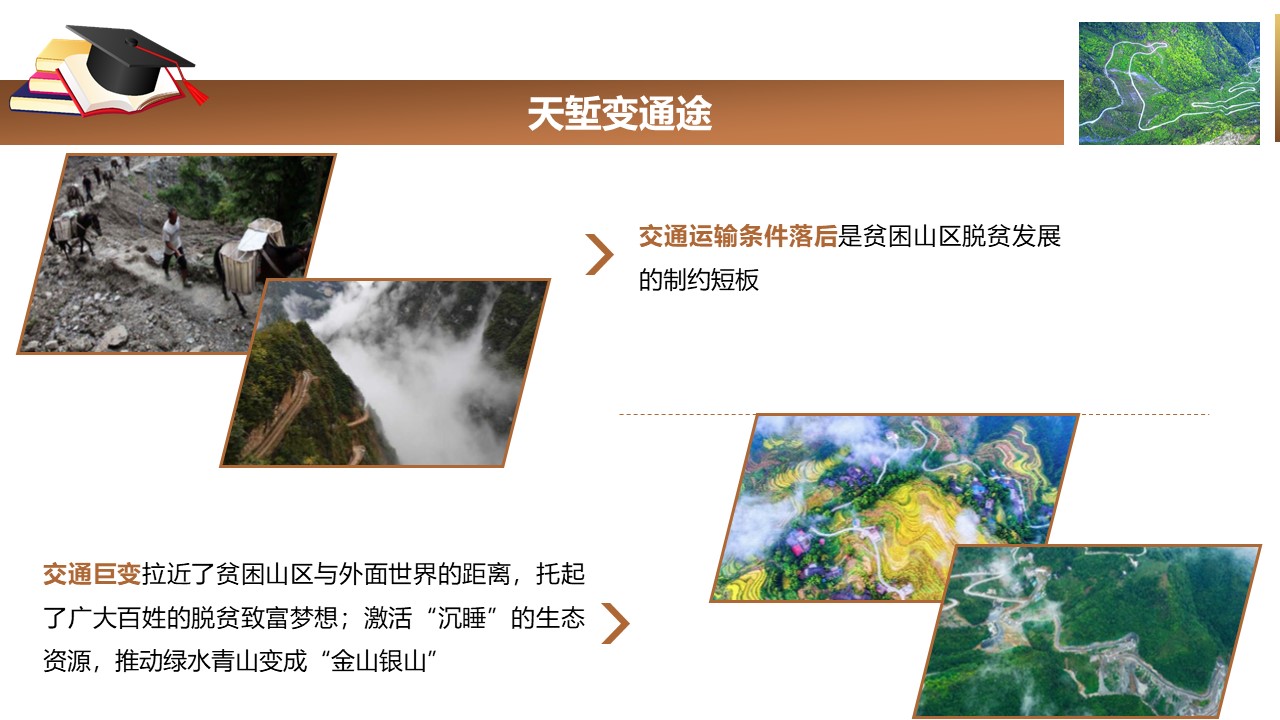 天堑变通途
交通运输条件落后是贫困山区脱贫发展
的制约短板
交通巨变拉近了贫困山区与外面世界的距离，托起
了广大百姓的脱贫致富梦想；激活“沉睡”的生态
资源，推动绿水青山变成“金山银山”